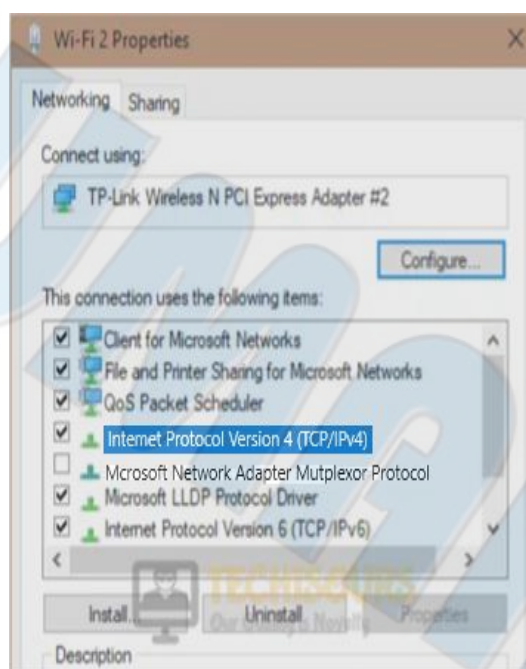 Wi-Fi 2 Properties
Networking Sharing
Connect using:
TP-Link Wireless N PCI Express Adapter #2
Configure...
This connection uses the following items:
Client for Microsoft Networks
File and Printer Sharing for Microsoft Networks
QoS Packet Scheduler
Internet Protocol Version 4 (TCP/IPv4)
Mcrosoft Network Adapter Mutplexor Protocol
Microsoft LLDP Protocol Driver
Internet Protocol Version 6 (TCP/IPv6)
Install... Uninstall Properties
Description